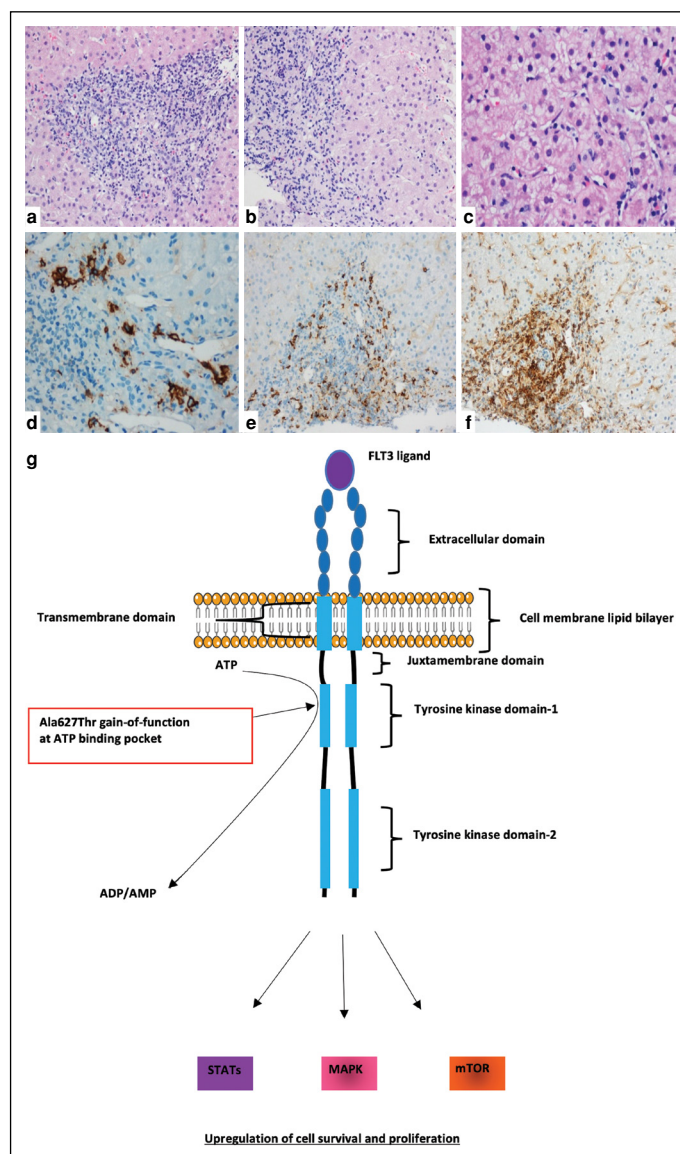 a
b
c
d
e
f
g
FLT3 ligand
Extracellular domain
Transmembrane domain
Cell membrane lipid bilayer
Juxtamembrane domain
ATP
Ala627Thr gain-of-function
at ATP binding pocket
Tyrosine kinase domain-1
Tyrosine kinase domain-2
ADP/AMP
STATs
MAPK
mTOR
Upregulation of cell survival and proliferation